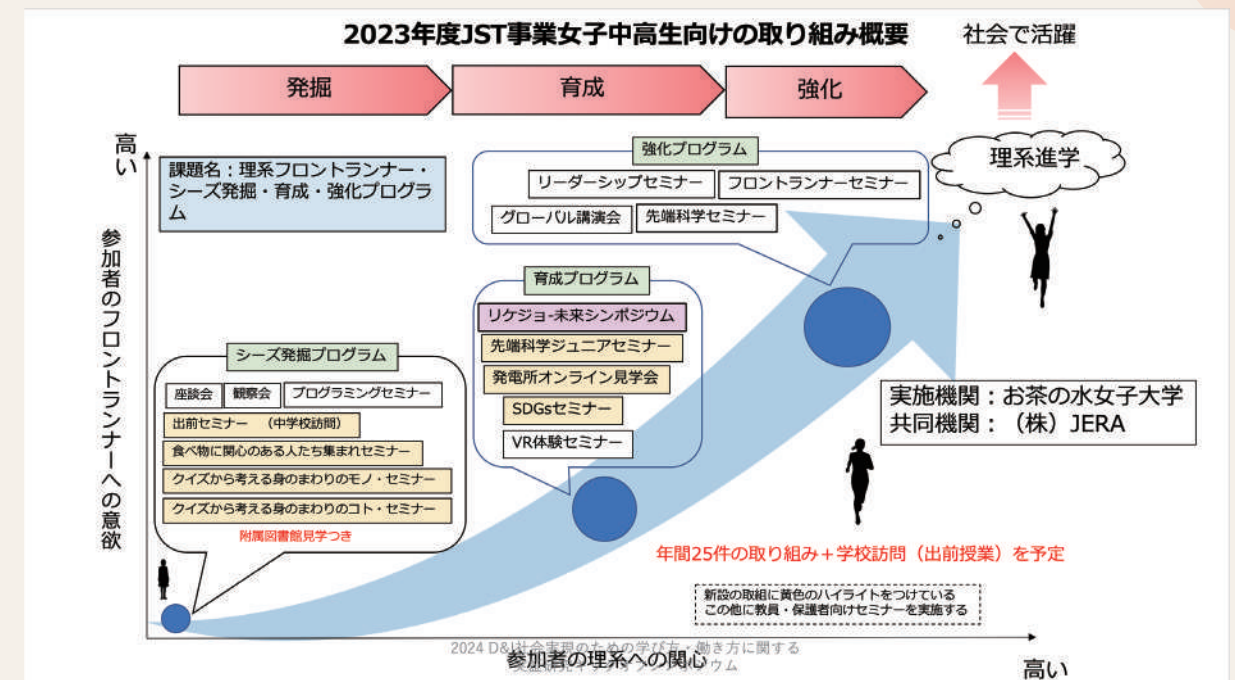 2023年度JST事業女子中高生向けの取り組み概要
社会で活躍
発掘
育成
強化
高い
参加者のフロントランナーへの意欲
課題名：理系フロントランナー・
シーズ発掘・育成・強化プログラ
ム
強化プログラム
リーダーシップセミナー
フロントランナーセミナー
グローバル講演会
先端科学セミナー
理系進学
育成プログラム
リケジョ-未来シンポジウム
先端科学ジュニアセミナー
発電所オンライン見学会
SDGsセミナー
VR体験セミナー
シーズ発掘プログラム
座談会
観察会
プログラミングセミナー
出前セミナー　（中学校訪問）
食べ物に関心のある人たち集まれセミナー
クイズから考える身のまわりのモノ・セミナー
クイズから考える身のまわりのコト・セミナー
附属図書館見学つき
実施機関：お茶の水女子大学
共同機関：（株）JERA
年間25件の取り組み＋学校訪問（出前授業）を予定
新設の取組に黄色のハイライトをつけている
この他に教員・保護者向けセミナーを実施する
2024 D&I社会実現のための学び方・働き方に関する
参加者の理系への関心
高い